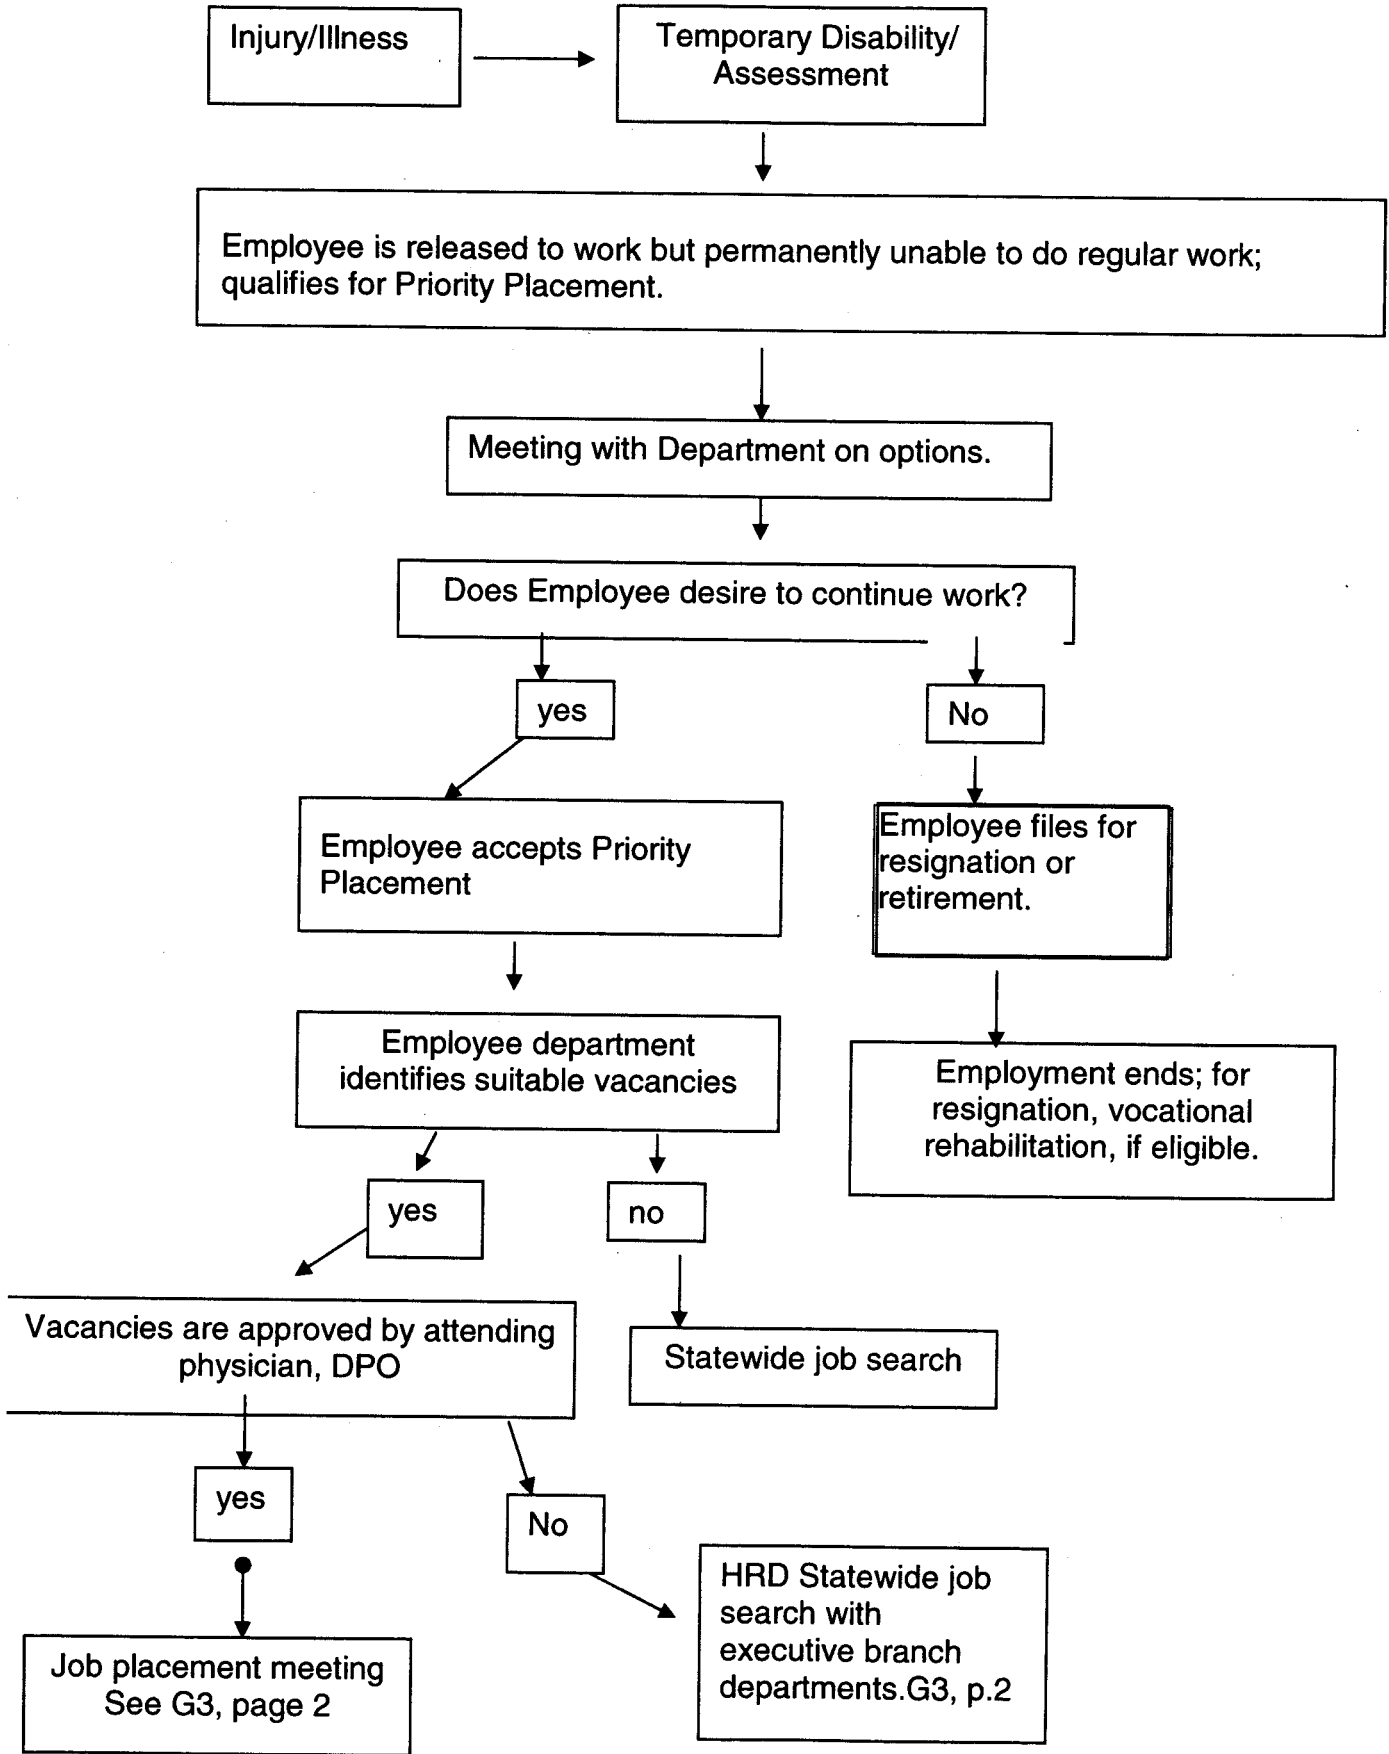 Injury/Illness
Temporary Disability/
Assessment
Employee is released to work but permanently unable to do regular work;
qualifies for Priority Placement.
Meeting with Department on options.
Does Employee desire to continue work?
yes
No
Employee accepts Priority
Placement
Employee files for
resignation or
retirement.
Employee department
identifies suitable vacancies
Employment ends; for
resignation, vocational
rehabilitation, if eligible.
yes
no
Vacancies are approved by attending
physician, DPO
Statewide job search
yes
No
HRD Statewide job
search with
executive branch
departments.G3, p.2
Job placement meeting
See G3, page 2